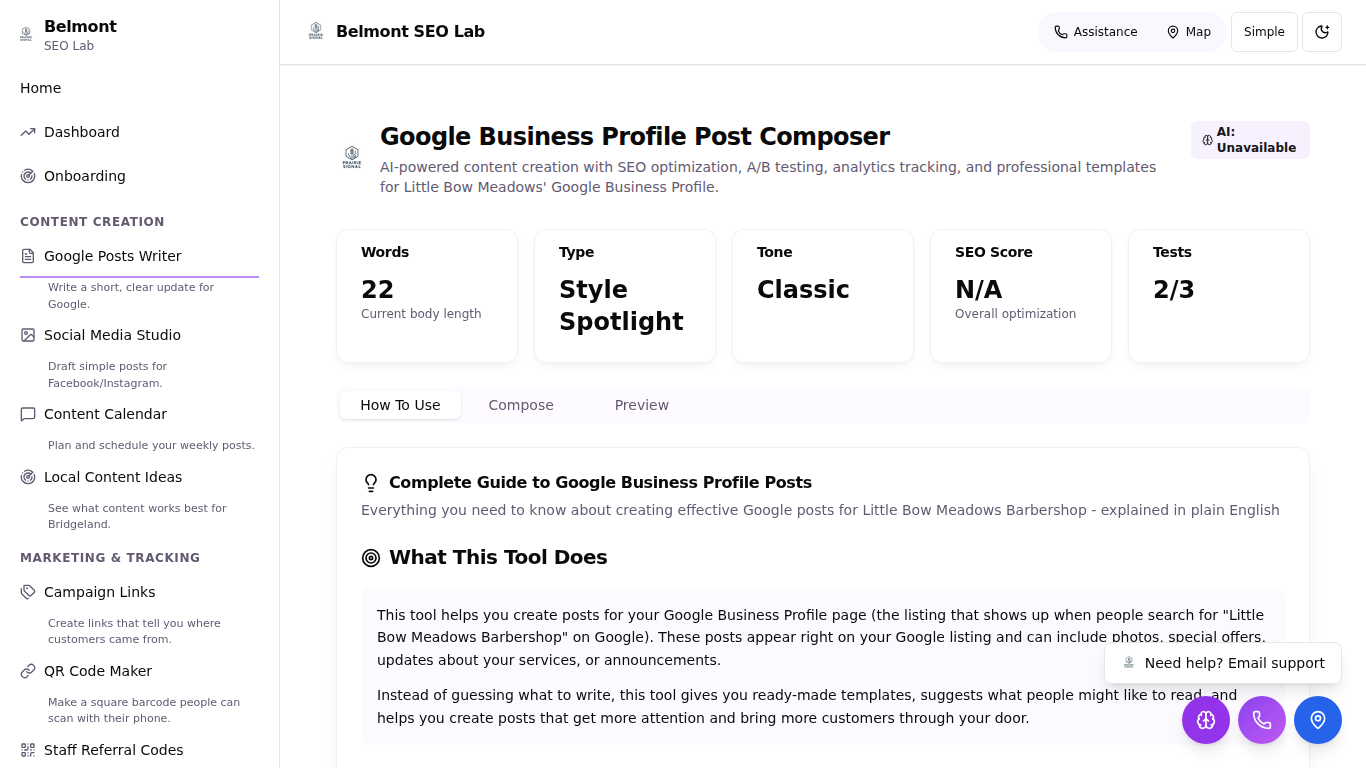 Belmont
SEO Lab
Home
Dashboard
Onboarding
CONTENT CREATION
Google Posts Writer
Write a short, clear update for
Google.
Social Media Studio
Draft simple posts for
Facebook/Instagram.
Content Calendar
Plan and schedule your weekly posts.
Local Content Ideas
See what content works best for
Bridgeland.
MARKETING & TRACKING
Campaign Links
Create links that tell you where
customers came from.
QR Code Maker
Make a square barcode people can
scan with their phone.
Staff Referral Codes
Belmont SEO Lab
Assistance
Map
Simple
PRAIRIE
SIGNAL
Google Business Profile Post Composer
AI-powered content creation with SEO optimization, A/B testing, analytics tracking, and professional templates
for Little Bow Meadows' Google Business Profile.
AI:
Unavailable
Words
22
Current body length
Type
Style
Spotlight
Tone
Classic
SEO Score
N/A
Overall optimization
Tests
2/3
How To Use
Compose
Preview
Complete Guide to Google Business Profile Posts
Everything you need to know about creating effective Google posts for Little Bow Meadows Barbershop - explained in plain English
What This Tool Does
This tool helps you create posts for your Google Business Profile page (the listing that shows up when people search for "Little
Bow Meadows Barbershop" on Google). These posts appear right on your Google listing and can include photos, special offers,
updates about your services, or announcements.
Instead of guessing what to write, this tool gives you ready-made templates, suggests what people might like to read, and
helps you create posts that get more attention and bring more customers through your door.
Need help? Email support